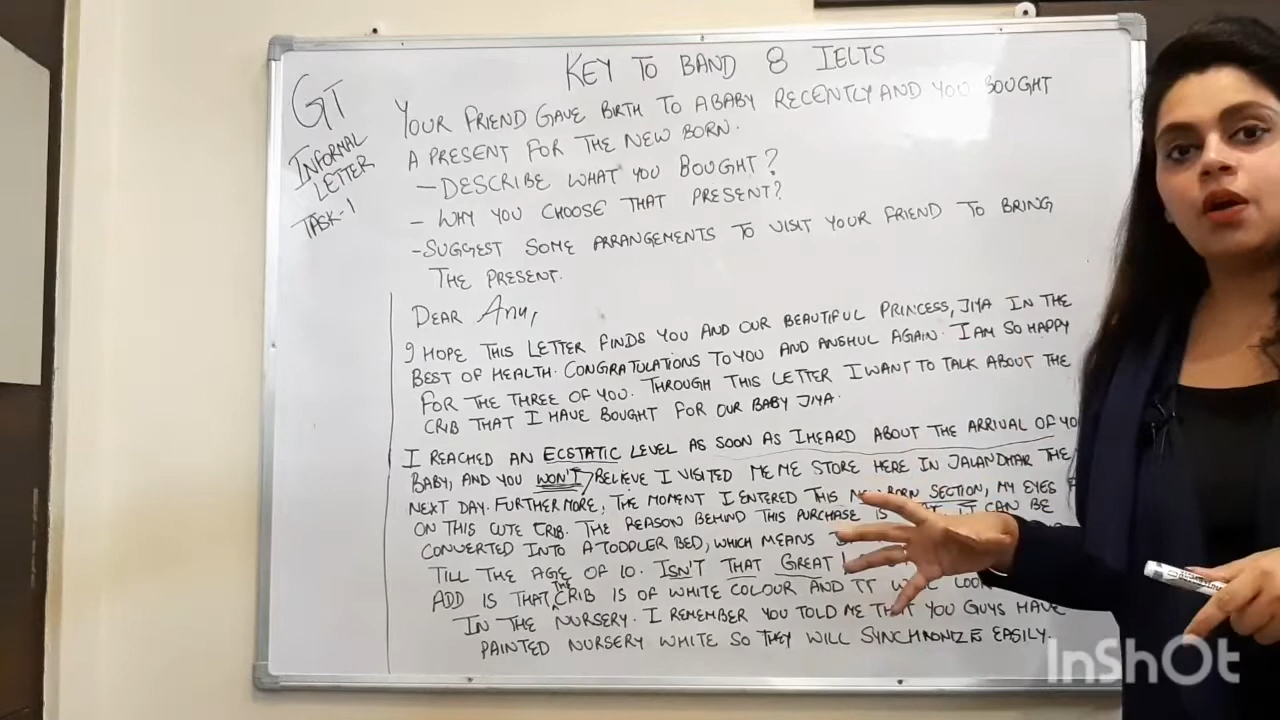 KEY TO BAND 8 IELTS
GT
INFORMAL
LETTER
TASK-1
YOUR FRIEND GAVE BIRTH TO A BABY RECENTLY AND YOU BOUGHT
A PRESENT FOR THE NEW BORN.
- DESCRIBE WHAT YOU BOUGHT?
- WHY YOU CHOOSE THAT PRESENT?
- SUGGEST SOME ARRANGEMENTS TO VISIT YOUR FRIEND TO BRING
THE PRESENT.
DEAR ANU,
I HOPE THIS LETTER FINDS YOU AND OUR BEAUTIFUL PRINCESS, JIYA IN THE
BEST OF HEALTH. CONGRATULATIONS TO YOU AND ANSHUL AGAIN. I AM SO HAPPY
FOR THE THREE OF YOU. THROUGH THIS LETTER I WANT TO TALK ABOUT THE
CRIB THAT I HAVE BOUGHT FOR OUR BABY JIYA.
I REACHED AN ECSTATIC LEVEL AS SOON AS I HEARD ABOUT THE ARRIVAL OF
BABY, AND YOU WON'T BELIEVE I VISITED ME ME STORE HERE IN JALANDHAR THE
NEXT DAY. FURTHERMORE, THE MOMENT I ENTERED THIS SECTION, MY EYES
ON THIS CUTE CRIB. THE REASON BEHIND THIS PURCHASE IS IT CAN BE
CONVERTED INTO A TODDLER BED, WHICH MEANS
TILL THE AGE OF 10. ISN'T THAT GREAT!
ADD IS THAT THE CRIB IS OF WHITE COLOUR AND IT
IN THE NURSERY. I REMEMBER YOU TOLD ME THAT YOU GUYS HAVE
PAINTED NURSERY WHITE SO THEY WILL SYNCHRONIZE EASILY.
InShOt